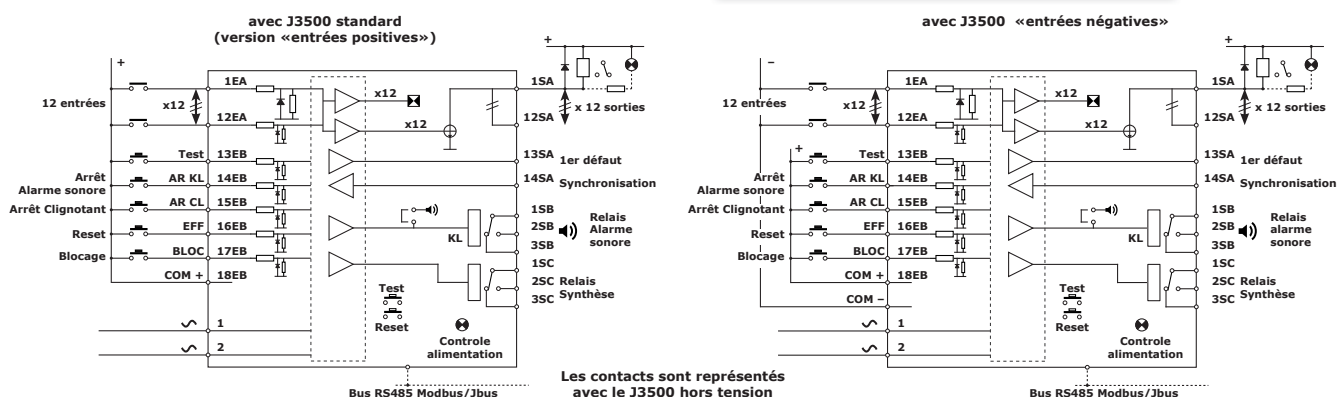 avec J3500 standard
(version «entrées positives»)
+
12 entrées
x12
1EA
12EA
x12
x12
Test
13EB
Arrêt
Alarme sonore
AR KL
14EB
Arrêt Clignotant
AR CL
15EB
Reset
EFF
16EB
Blocage
BLOC
17EB
COM +
18EB
1
2
KL
Test
Reset
Controle
alimentation
Bus RS485 Modbus/Jbus
+
1SA
x 12 sorties
12SA
13SA
1er défaut
14SA
Synchronisation
1SB
2SB
3SB
Relais
Alarme
sonore
1SC
2SC
3SC
Relais
Synthèse
Les contacts sont représentés
avec le J3500 hors tension
avec J3500 «entrées négatives»
–
12 entrées
x12
1EA
12EA
x12
x12
+
Test
13EB
Arrêt
Alarme sonore
AR KL
14EB
Arrêt Clignotant
AR CL
15EB
Reset
EFF
16EB
Blocage
BLOC
17EB
COM +
18EB
COM –
1
2
KL
Test
Reset
Controle
alimentation
Bus RS485 Modbus/Jbus
+
1SA
x 12 sorties
12SA
13SA
1er défaut
14SA
Synchronisation
1SB
2SB
3SB
Relais
alarme
sonore
1SC
2SC
3SC
Relais
Synthèse